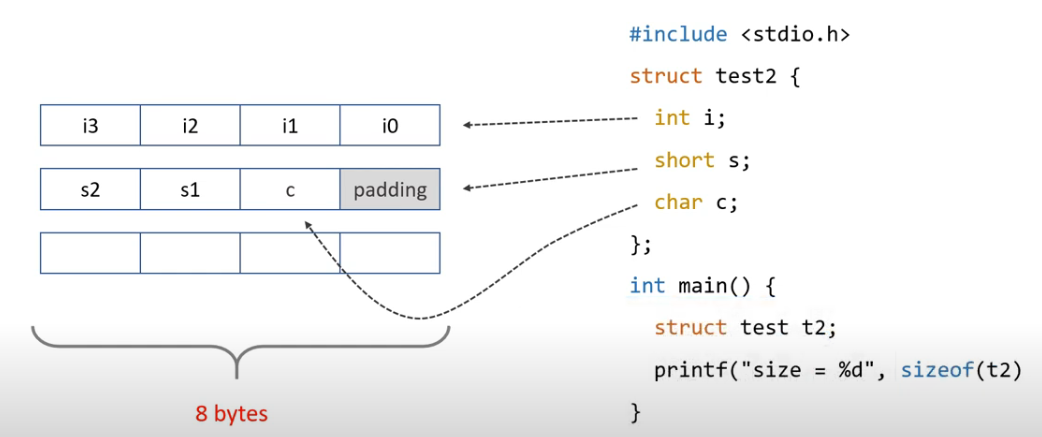 i3 i2 i1 i0
s2 s1 c padding
8 bytes
#include <stdio.h>
struct test2 {
int i;
short s;
char c;
};
int main() {
struct test t2;
printf("size = %d", sizeof(t2)
}